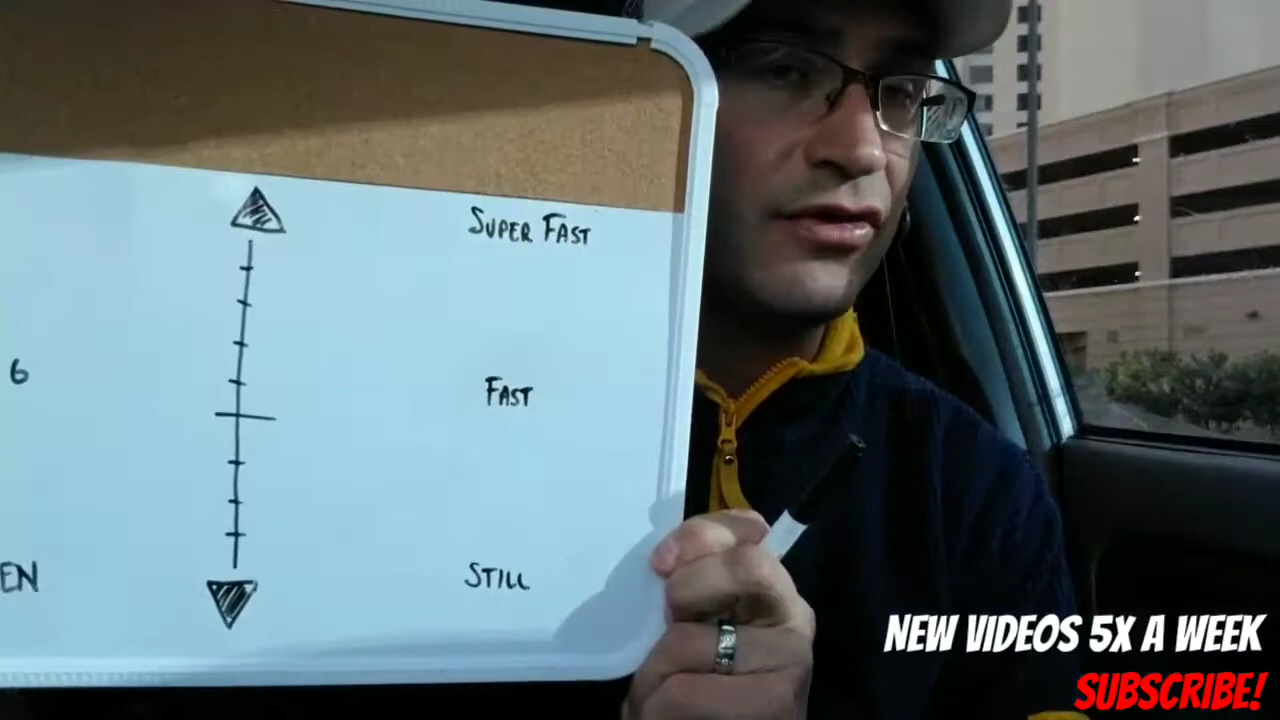 SUPER FAST
6
FAST
EN
STILL
NEW VIDEOS 5X A WEEK
SUBSCRIBE!